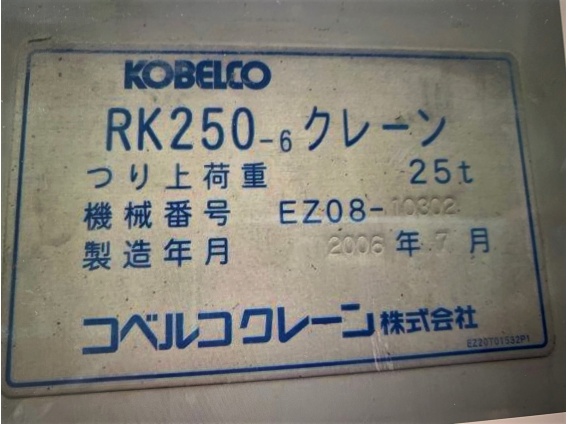 KOBELCO
RK250-6クレーン
つり上荷重 25t
機械番号 EZ08-10302
製造年月 2006年7月
コベルコクレーン株式会社
EZ20T01532P1